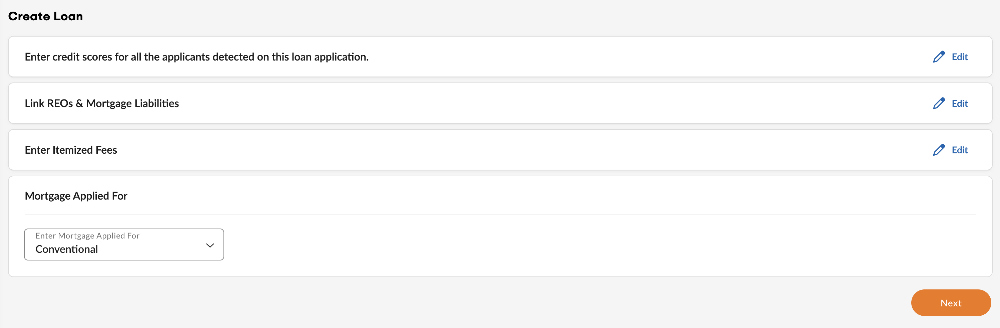 Create Loan
Enter credit scores for all the applicants detected on this loan application.
Edit
Link REOs & Mortgage Liabilities
Edit
Enter Itemized Fees
Edit
Mortgage Applied For
Enter Mortgage Applied For
Conventional
Next